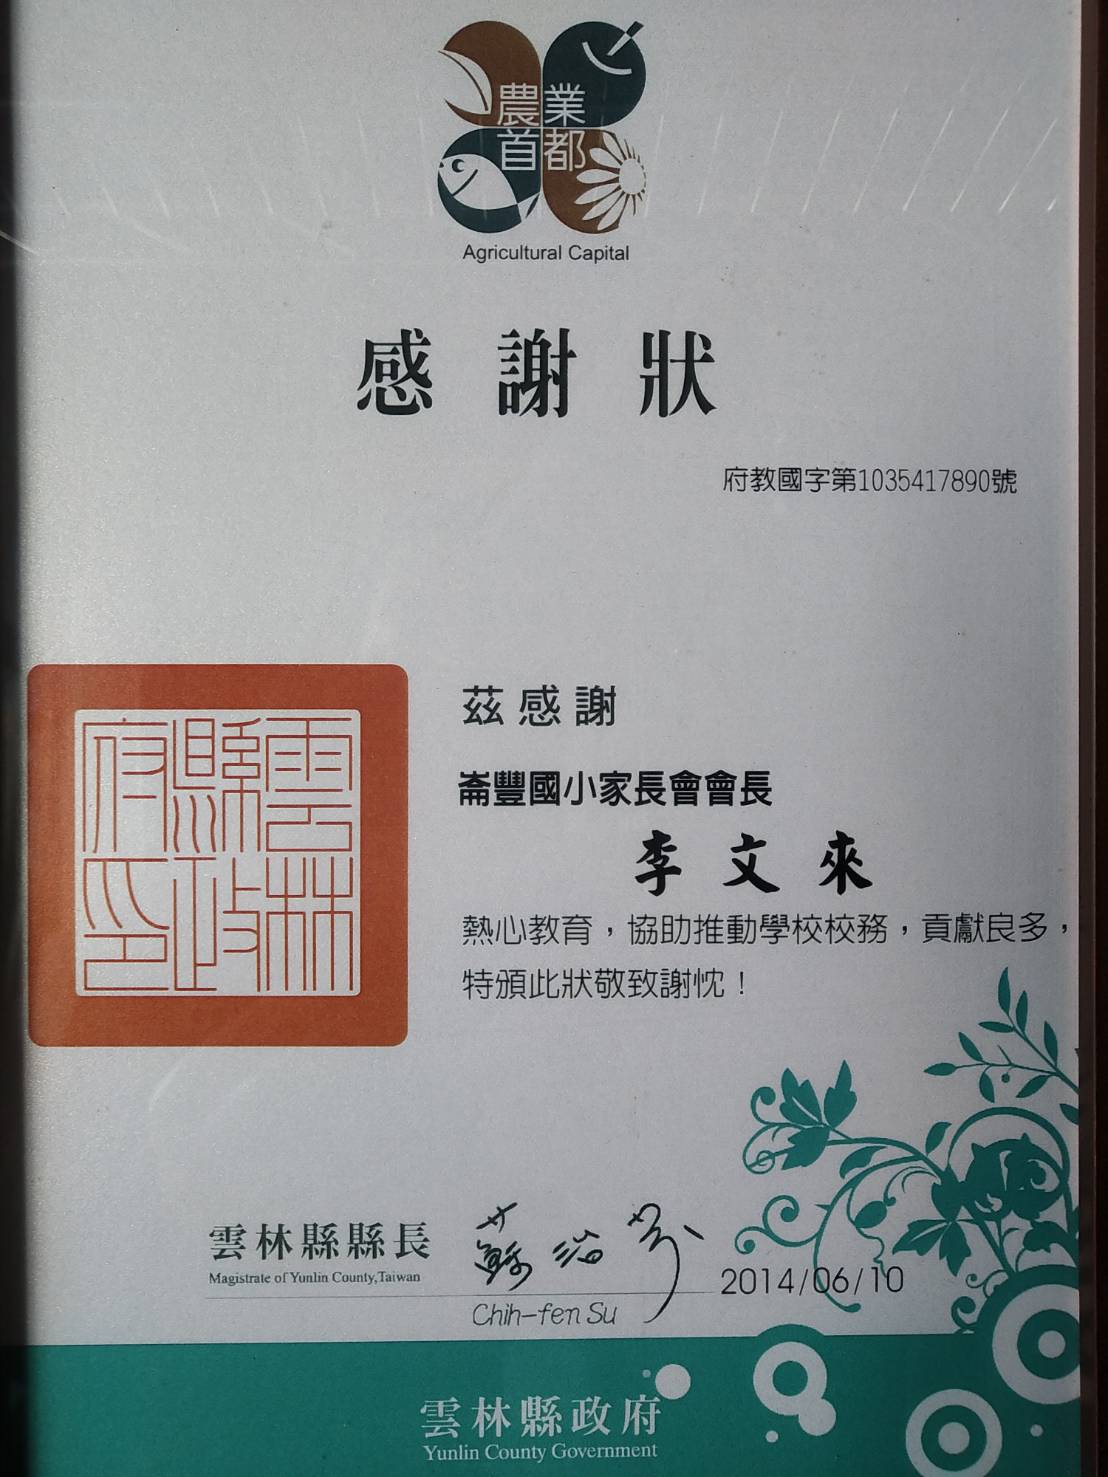 農業
首都
Agricultural Capital
感謝狀
府教國字第1035417890號
雲林縣政府印
茲感謝
崙豐國小家長會會長
李文來
熱心教育，協助推動學校校務，貢獻良多，
特頒此狀敬致謝忱！
雲林縣縣長
Magistrate of Yunlin County,Taiwan
蘇治芬
Chih-fen Su
2014/06/10
雲林縣政府
Yunlin County Government